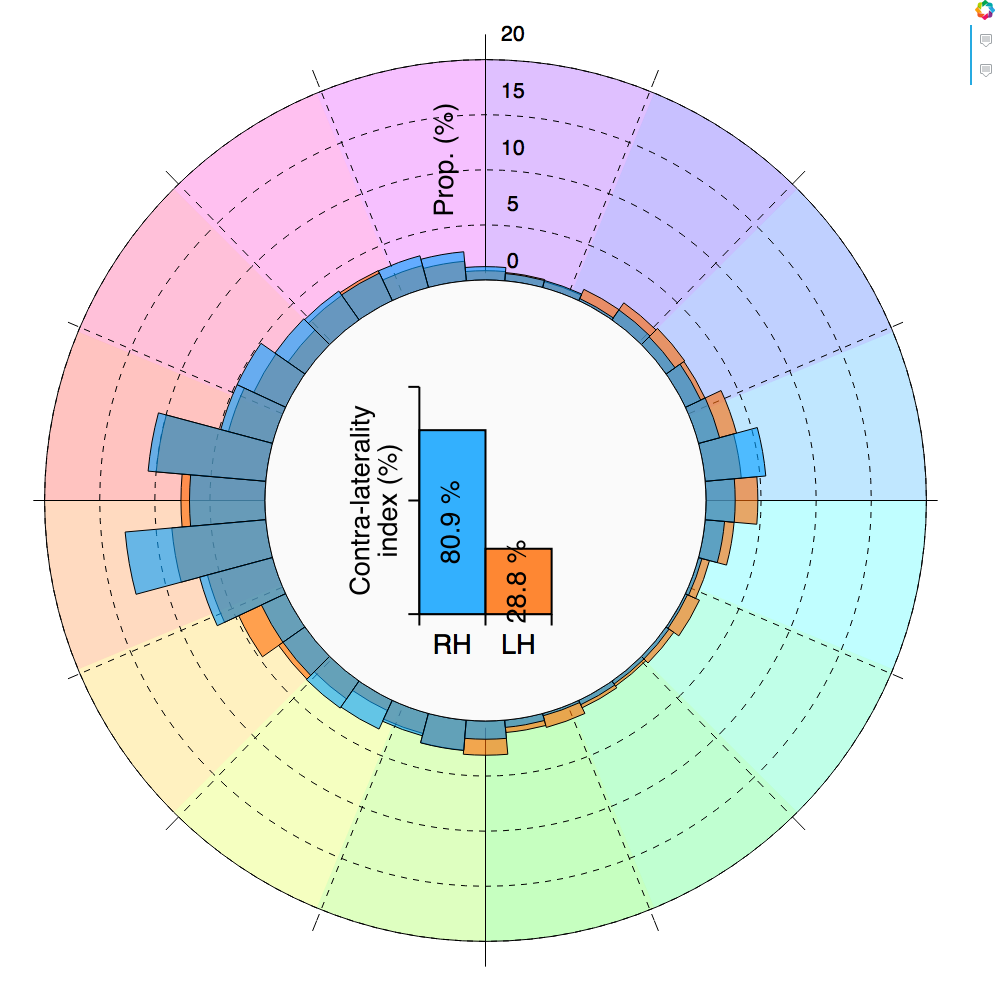 20
15
10
5
0
Prop. (%)
Contra-laterality
index (%)
80.9 %
28.8 %
RH
LH